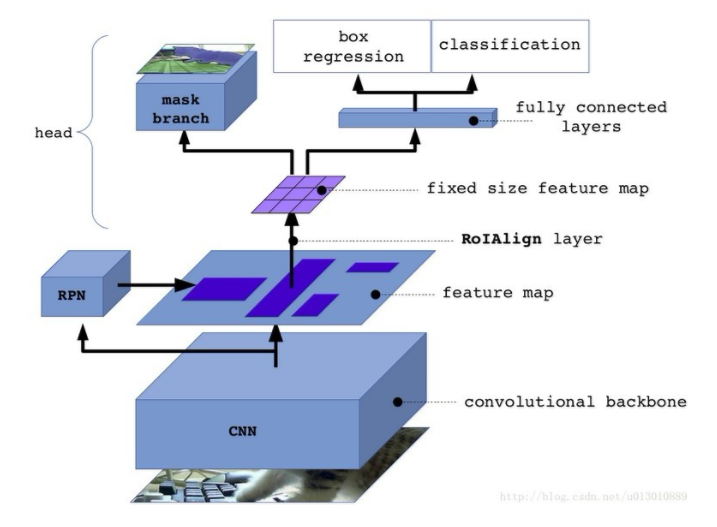 box
regression
classification
mask
branch
fully connected
layers
head
fixed size feature map
RoIAlign layer
RPN
feature map
convolutional backbone
CNN
http://blog.csdn.net/u013010889